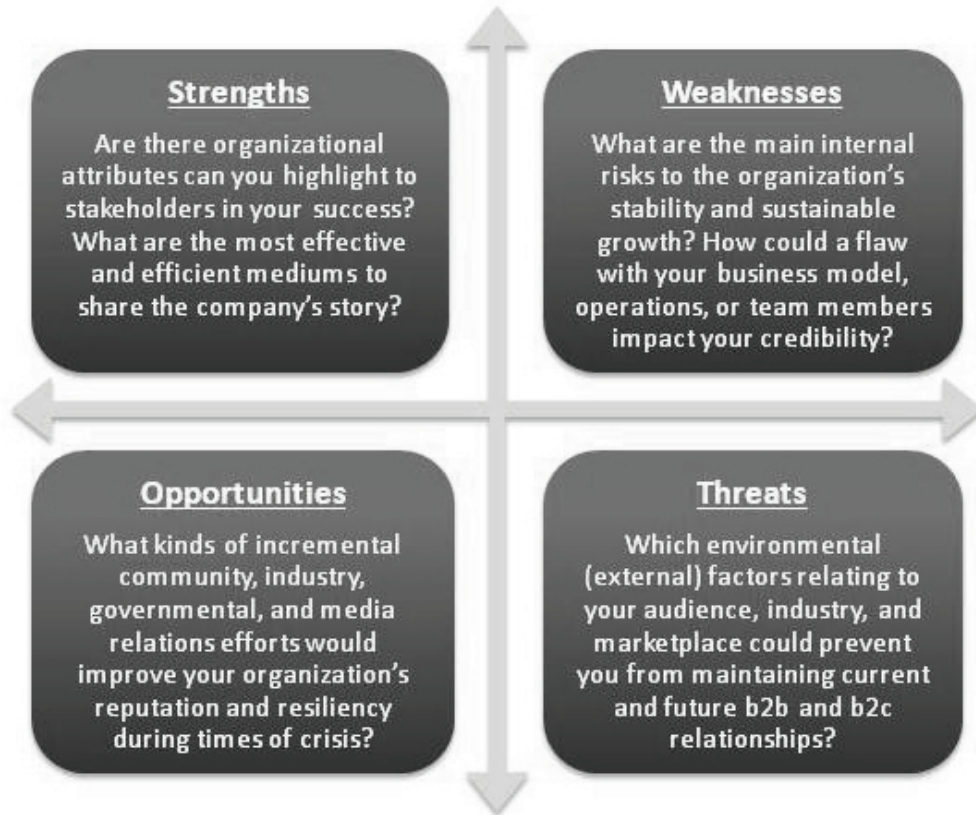 Strengths
Are there organizational
attributes can you highlight to
stakeholders in your success?
What are the most effective
and efficient mediums to
share the company's story?
Weaknesses
What are the main internal
risks to the organization's
stability and sustainable
growth? How could a flaw
with your business model,
operations, or team members
impact your credibility?
Opportunities
What kinds of incremental
community, industry,
governmental, and media
relations efforts would
improve your organization's
reputation and resiliency
during times of crisis?
Threats
Which environmental
(external) factors relating to
your audience, industry, and
marketplace could prevent
you from maintaining current
and future b2b and b2c
relationships?